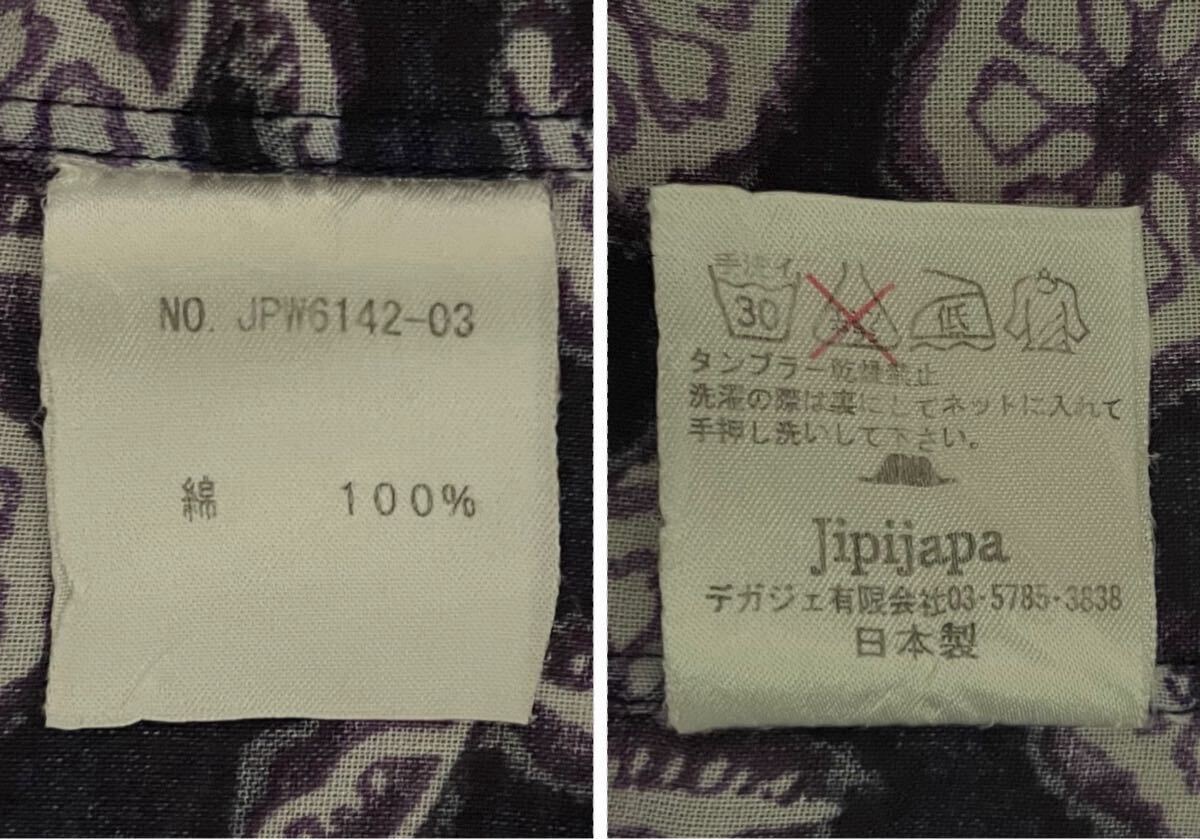 NO. JPW6142-03
綿 100%
手洗イ
30
低
タンブラー乾燥禁止
洗濯の際は裏にしてネットに入れて
手押し洗いして下さい。
Jipijapa
デガジェ有限会社03-5785-3838
日本製